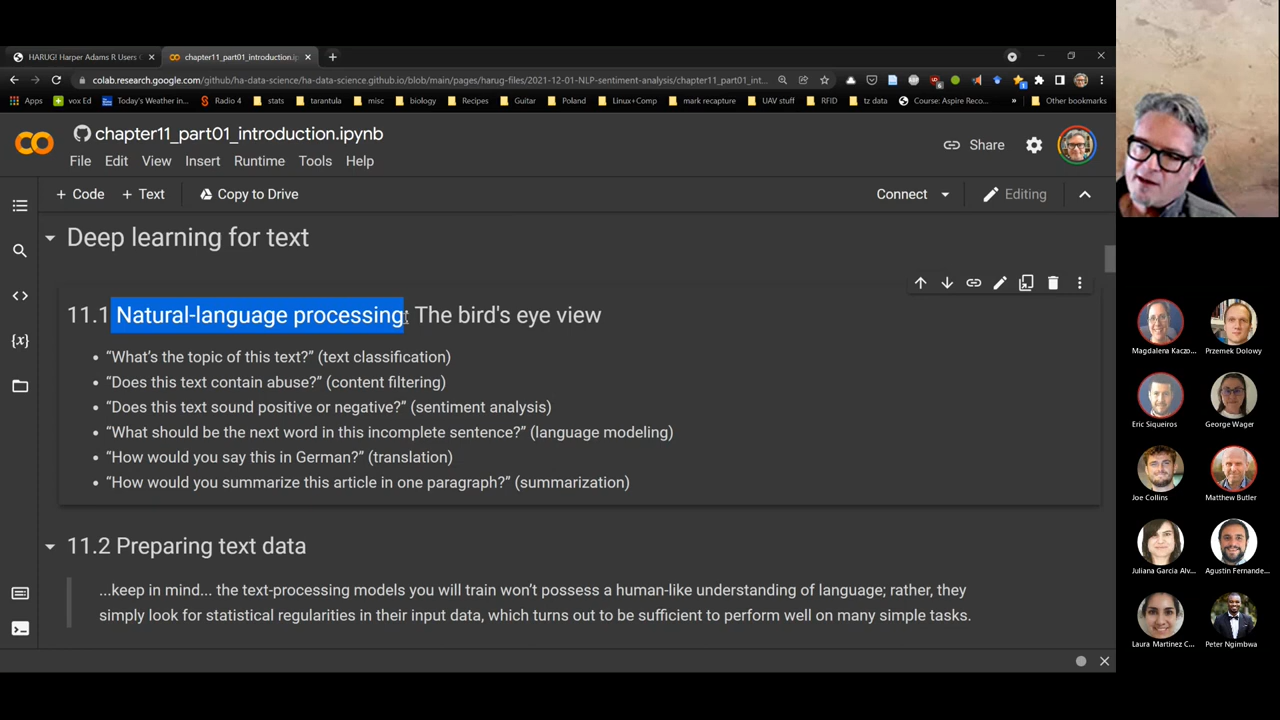 HARUG! Harper Adams R Users
chapter11_part01_introduction.ip
colab.research.google.com/github/ha-data-science/ha-data-science.github.io/blob/main/pages/harug-files/2021-12-01-NLP-sentiment-analysis/chapter11_part01_int...
Apps vox Ed Today's Weather in... Radio 4 stats tarantula misc biology Recipes Guitar Poland Linux+Comp mark recapture UAV stuff RFID tz data Course: Aspire Reco... » Other bookmarks
chapter11_part01_introduction.ipynb
File Edit View Insert Runtime Tools Help
Share
+ Code + Text Copy to Drive
Connect Editing
Deep learning for text
11.1 Natural-language processing: The bird's eye view
• “What’s the topic of this text?” (text classification)
• “Does this text contain abuse?” (content filtering)
• “Does this text sound positive or negative?” (sentiment analysis)
• “What should be the next word in this incomplete sentence?” (language modeling)
• “How would you say this in German?” (translation)
• “How would you summarize this article in one paragraph?” (summarization)
11.2 Preparing text data
...keep in mind... the text-processing models you will train won’t possess a human-like understanding of language; rather, they
simply look for statistical regularities in their input data, which turns out to be sufficient to perform well on many simple tasks.
Magdalena Kaczo... Przemek Dolowy
Eric Siqueiros George Wager
Joe Collins Matthew Butler
Juliana Garcia Alv... Agustin Fernande...
Laura Martinez C... Peter Ngimbwa